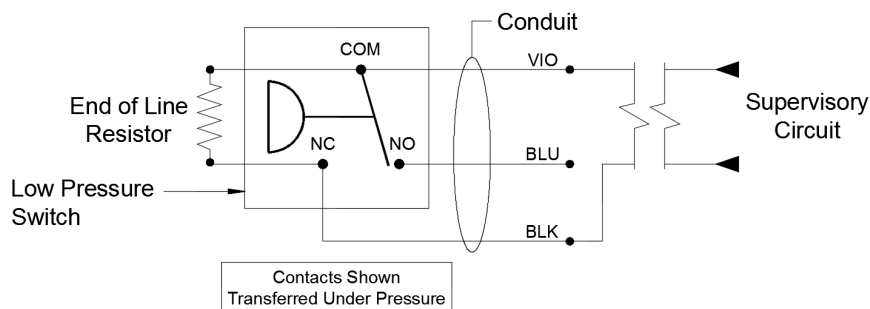 Conduit
COM
VIO
End of Line
Resistor
Supervisory
Circuit
NC
NO
BLU
Low Pressure
Switch
BLK
Contacts Shown
Transferred Under Pressure